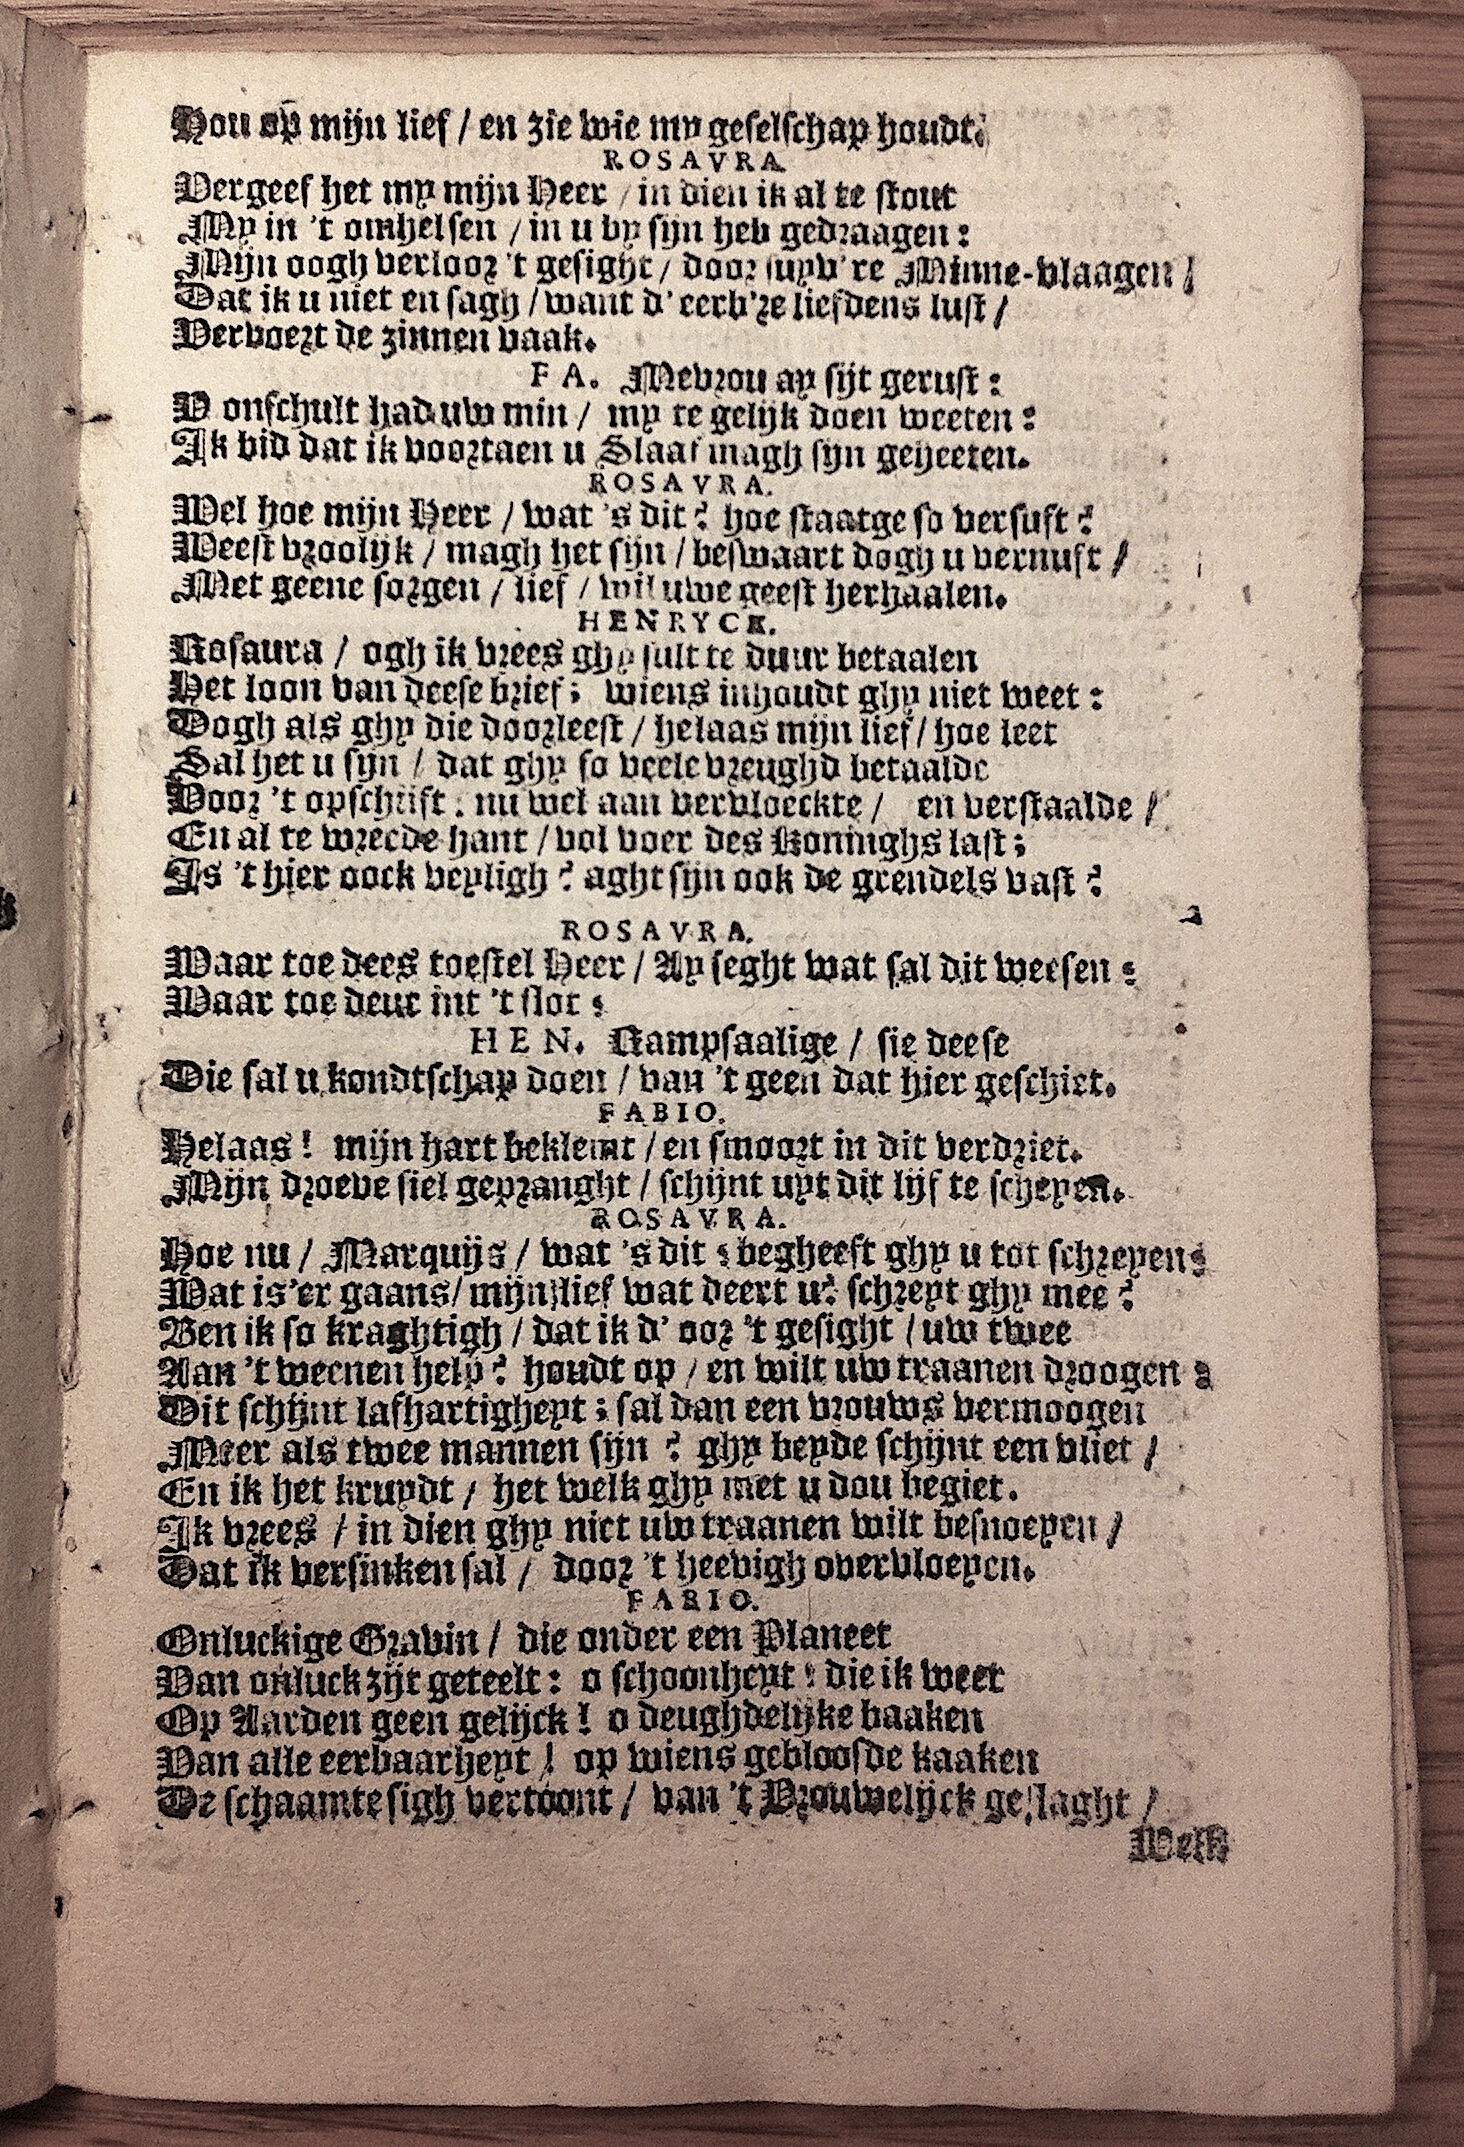 Hou op mijn lief / en zie wie my geselschap houdt.
ROSAVRA.
Vergeef het my mijn Heer / in dien ik al te stout
My in 't omhelsen / in u by sijn heb gedraagen:
Mijn oogh verloor 't gesight / door suyv're Minne-vlaagen /
Dat ik u niet en sagh / want d' eerb're liefdens lust /
Vervoert de zinnen vaak.
FA. Mevrou ay sijt gerust:
V onschult had uw min / my te gelijk doen weeten:
Ik bid dat ik voortaen u Slaaf magh sijn geheeten.
ROSAVRA.
Wel hoe mijn Heer / wat 's dit? hoe staatge so versuft?
Weest vroolijk / magh het sijn / beswaart dogh u vernuft /
Met geene sorgen / lief / wil uwe geest herhaalen.
HENRYCK.
Rosaura / ogh ik vrees ghy sult te duur betaalen
Het loon van deese brief; wiens inhoudt ghy niet weet:
Dogh als ghy die doorleest / helaas mijn lief / hoe leet
Sal het u sijn / dat ghy so veele vreughd betaalde
Voor 't opschrift. nu wel aan vervloeckte / en verstaalde /
En al te wreede hant / vol voer des Koninghs last;
Is 't hier oock veyligh? aght sijn ook de grendels vast?
ROSAVRA.
Waar toe dees toestel Heer / Ay seght wat sal dit weesen?
Waar toe deur int 't slot?
HEN. Rampsaalige / sie deese
Die sal u kondtschap doen / van 't geen dat hier geschiet.
FABIO.
Helaas! mijn hart beklemt / en smoort in dit verdriet.
Mijn droeve siel gepranght / schijnt uyt dit lijf te scheyen.
ROSAVRA.
Hoe nu / Marquijs / wat 's dit? begheeft ghy u tot schreyen?
Wat is'er gaans / mijn lief wat deert u? schreyt ghy mee?
Ben ik so kraghtigh / dat ik d' oor 't gesight / uw twee
Aan 't weenen help? houdt op / en wilt uw traanen droogen:
Dit schijnt lafhartigheyt; sal dan een vrouws vermoogen
Meer als twee mannen sijn? ghy beyde schijnt een vliet /
En ik het kruydt / het welk ghy met u dou begiet.
Ik vrees / in dien ghy niet uw traanen wilt besnoeyen /
Dat ik versinken sal / door 't heevigh overvloeyen.
FABIO.
Onluckige Gravin / die onder een Planeet
Van onluck zijt geteelt: o schoonheyt! die ik weet
Op Aarden geen gelijck! o deughdelijke baaken
Van alle eerbaarheyt! op wiens gebloosde kaaken
De schaamte sigh vertoont / van 't Vrouwelijck geslaght /
Welk